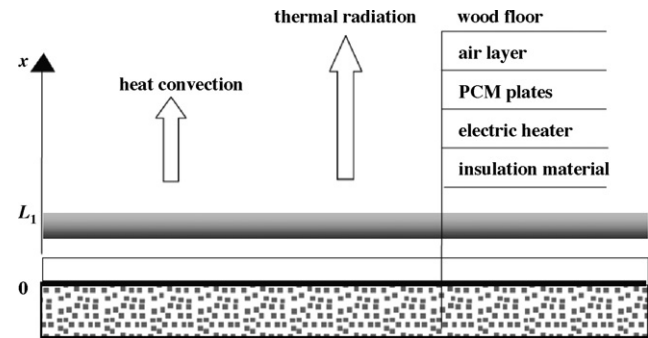 thermal radiation
wood floor
x
air layer
heat convection
PCM plates
electric heater
insulation material
L1
0